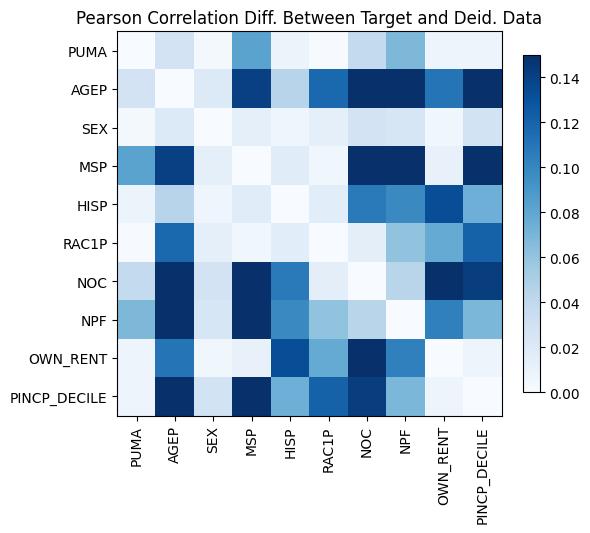 Pearson Correlation Diff. Between Target and Deid. Data
PUMA
AGEP
SEX
MSP
HISP
RAC1P
NOC
NPF
OWN_RENT
PINCP_DECILE
PUMA
AGEP
SEX
MSP
HISP
RAC1P
NOC
NPF
OWN_RENT
PINCP_DECILE
0.14
0.12
0.10
0.08
0.06
0.04
0.02
0.00